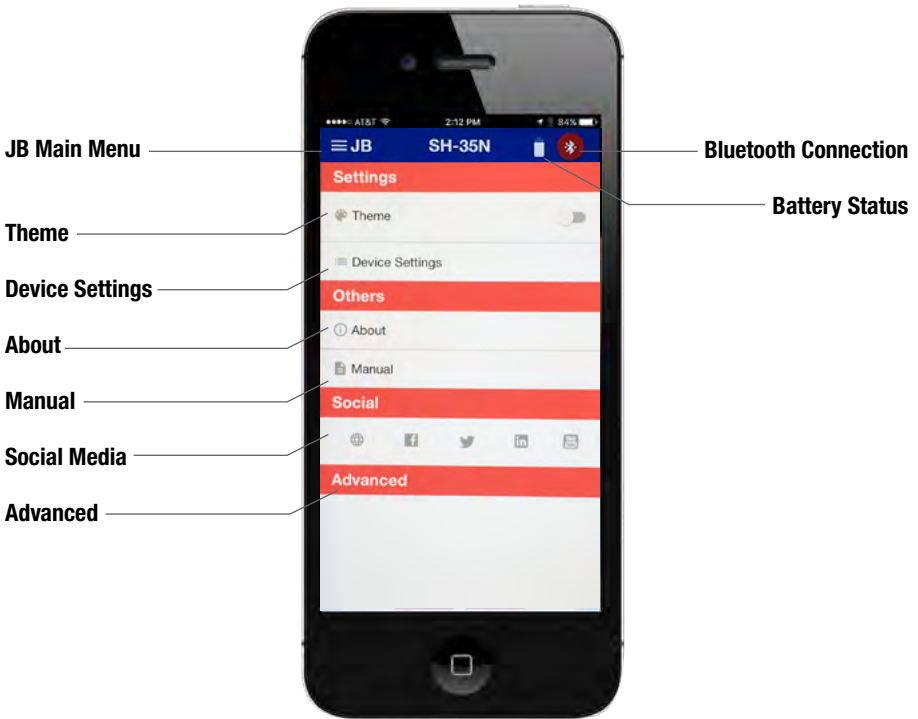 AT&T 2:12 PM 84%
JB Main Menu
JB SH-35N
Bluetooth Connection
Settings
Battery Status
Theme
Theme
Device Settings
Device Settings
Others
About
About
Manual
Manual
Social
Social Media
Advanced
Advanced